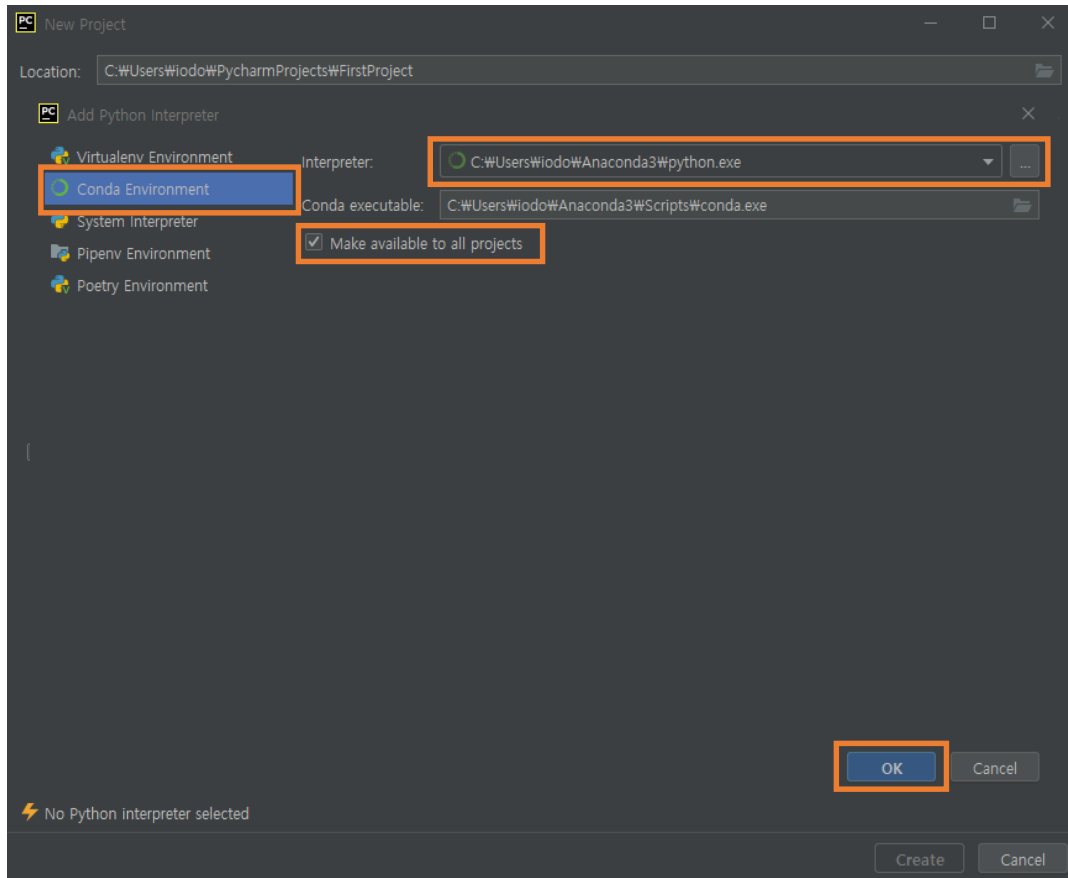 PC New Project
Location: C:₩Users₩iodo₩PycharmProjects₩FirstProject
PC Add Python Interpreter
Virtualenv Environment
Conda Environment
System Interpreter
Pipenv Environment
Poetry Environment
Interpreter: C:₩Users₩iodo₩Anaconda3₩python.exe ...
Conda executable: C:₩Users₩iodo₩Anaconda3₩Scripts₩conda.exe
Make available to all projects
OK Cancel
No Python interpreter selected
Create Cancel